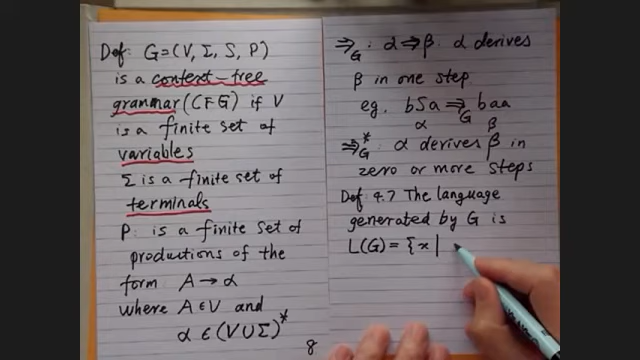 Def: G=(V, Σ, S, P)
is a context-free
grammar (CFG) if V
is a finite set of
variables
Σ is a finite set of
terminals
P: is a finite set of
productions of the
form A → α
where A ∈ V and
α ∈ (V ∪ Σ)*
8
⇒G : α ⇒ β α derives
β in one step
eg. bSa ⇒G baa
α β
⇒*G α derives β in
zero or more steps
Def 4.7 The language
generated by G is
L(G) = { x |